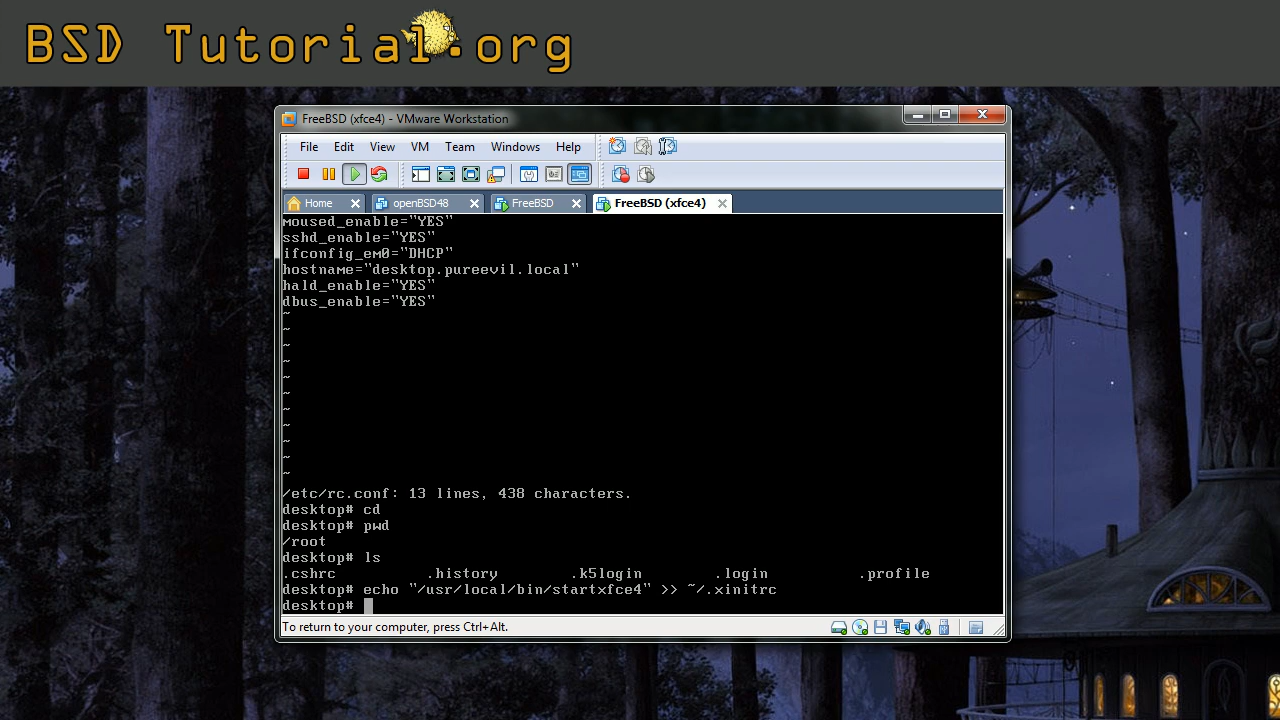 BSD Tutorial.org
FreeBSD (xfce4) - VMware Workstation
File Edit View VM Team Windows Help
Home openBSD48 FreeBSD FreeBSD (xfce4)
moused_enable="YES"
sshd_enable="YES"
ifconfig_em0="DHCP"
hostname="desktop.pureevil.local"
hald_enable="YES"
dbus_enable="YES"
~
~
~
~
~
~
~
~
~
~
~
/etc/rc.conf: 13 lines, 438 characters.
desktop# cd
desktop# pwd
/root
desktop# ls
.cshrc .history .k5login .login .profile
desktop# echo "/usr/local/bin/startxfce4" >> ~/.xinitrc
desktop#
To return to your computer, press Ctrl+Alt.